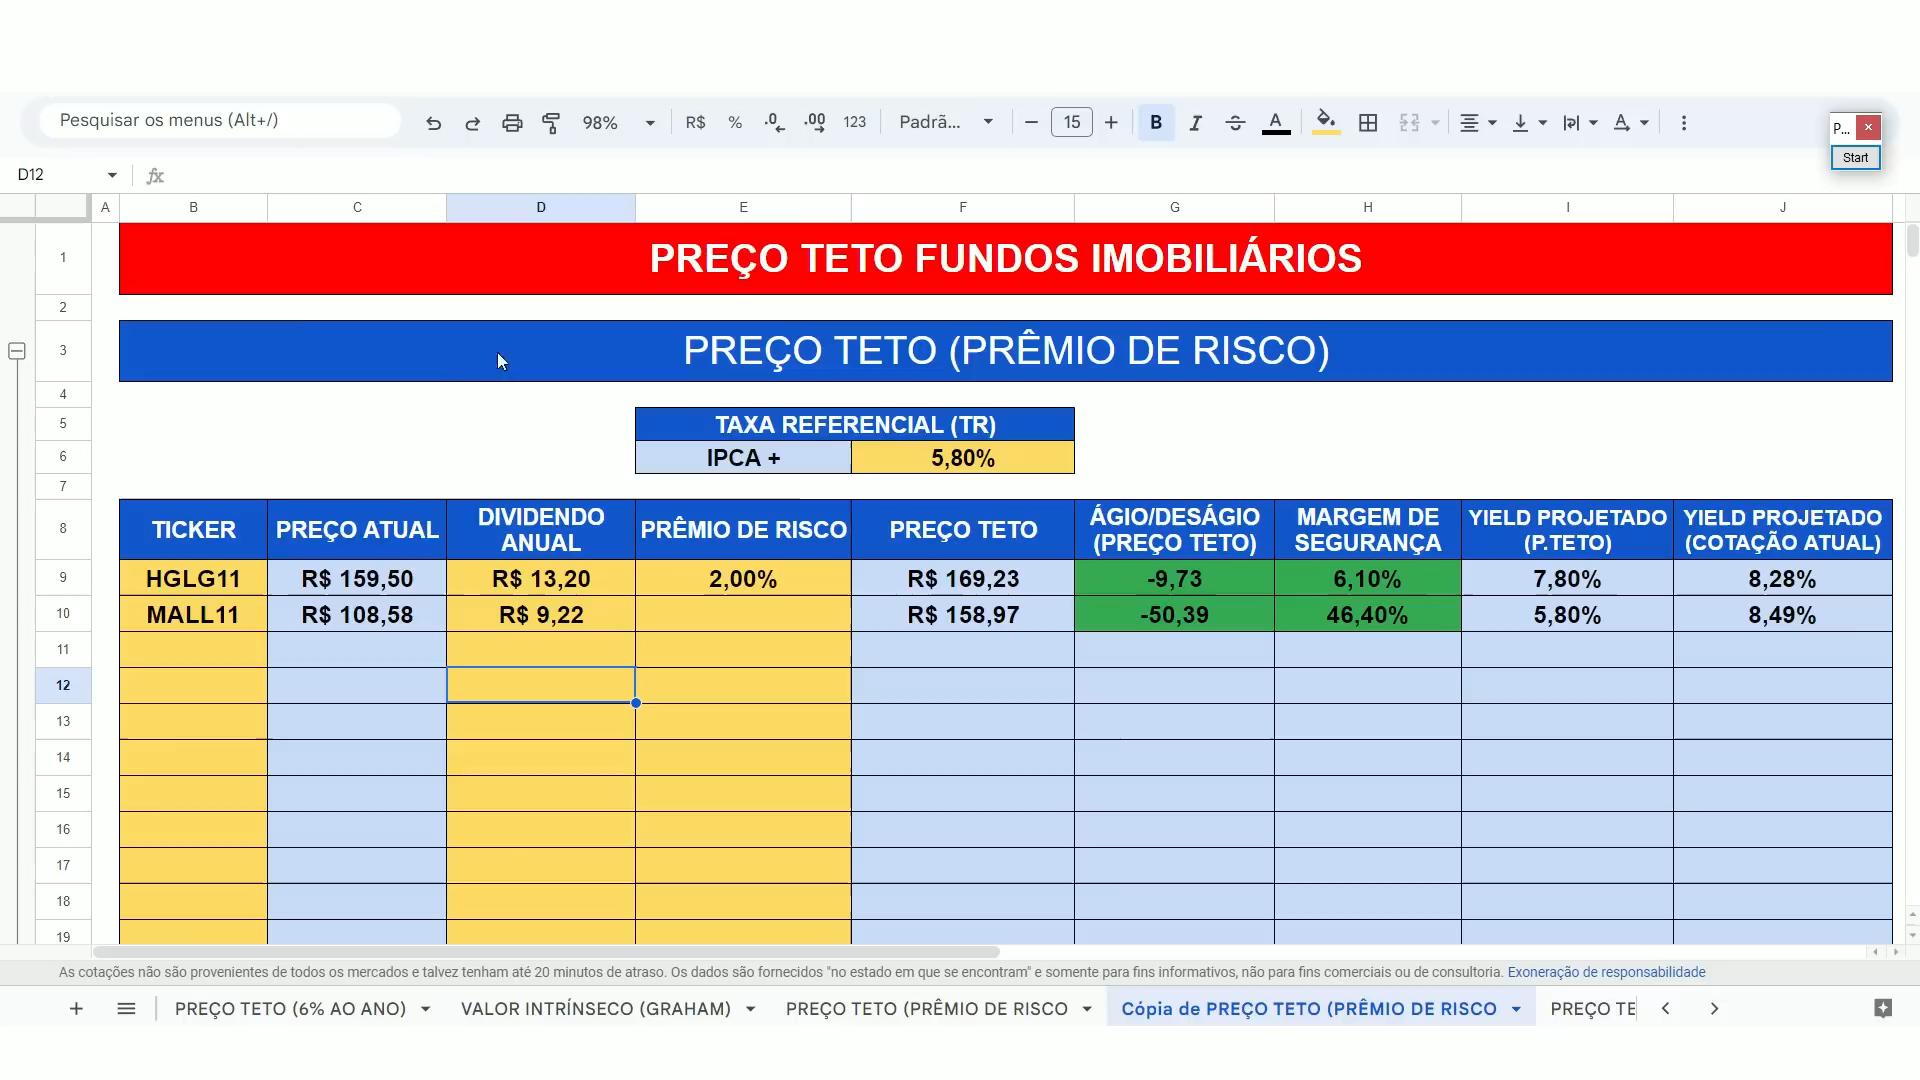 Pesquisar os menus (Alt+/) 98% R$ % .0 .00 123 Padrã... 15 B I A A
P... ×
Start
D12 fx
A B C D E F G H I J
1 PREÇO TETO FUNDOS IMOBILIÁRIOS
2
3 PREÇO TETO (PRÊMIO DE RISCO)
4
5 TAXA REFERENCIAL (TR)
6 IPCA + 5,80%
7
8 TICKER PREÇO ATUAL DIVIDENDO ANUAL PRÊMIO DE RISCO PREÇO TETO ÁGIO/DESÁGIO (PREÇO TETO) MARGEM DE SEGURANÇA YIELD PROJETADO (P.TETO) YIELD PROJETADO (COTAÇÃO ATUAL)
9 HGLG11 R$ 159,50 R$ 13,20 2,00% R$ 169,23 -9,73 6,10% 7,80% 8,28%
10 MALL11 R$ 108,58 R$ 9,22 R$ 158,97 -50,39 46,40% 5,80% 8,49%
11
12
13
14
15
16
17
18
19
As cotações não são provenientes de todos os mercados e talvez tenham até 20 minutos de atraso. Os dados são fornecidos "no estado em que se encontram" e somente para fins informativos, não para fins comerciais ou de consultoria. Exoneração de responsabilidade
PREÇO TETO (6% AO ANO) VALOR INTRÍNSECO (GRAHAM) PREÇO TETO (PRÊMIO DE RISCO Cópia de PREÇO TETO (PRÊMIO DE RISCO PREÇO TE